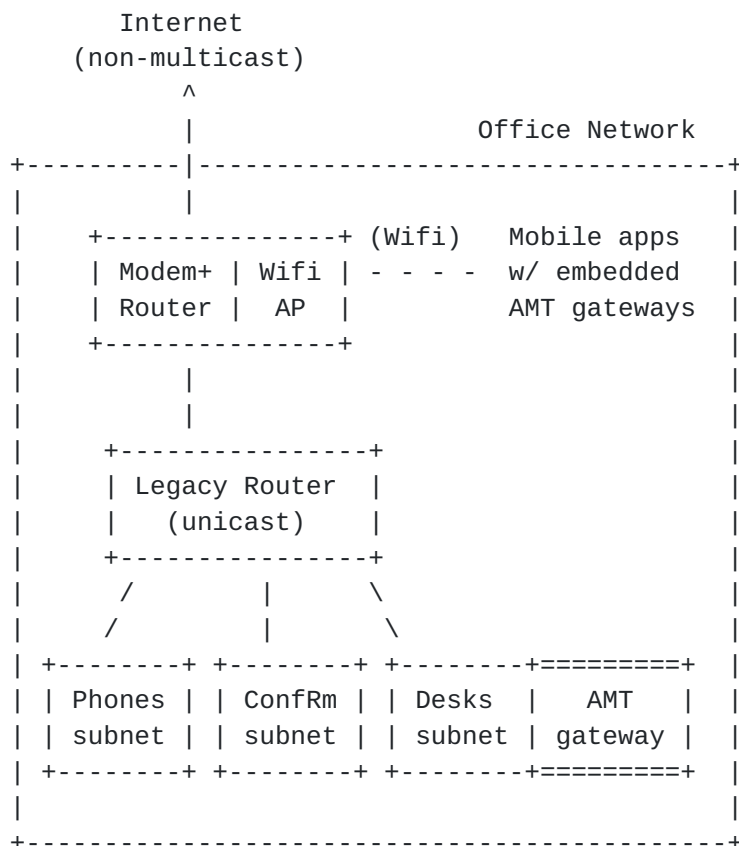 Internet
(non-multicast)
Office Network
(Wifi) Mobile apps
Modem+ | Wifi | - - - - w/ embedded
Router | AP | AMT gateways
Legacy Router
(unicast)
Phones | | ConfRm | | Desks | AMT
subnet | | subnet | | subnet | gateway